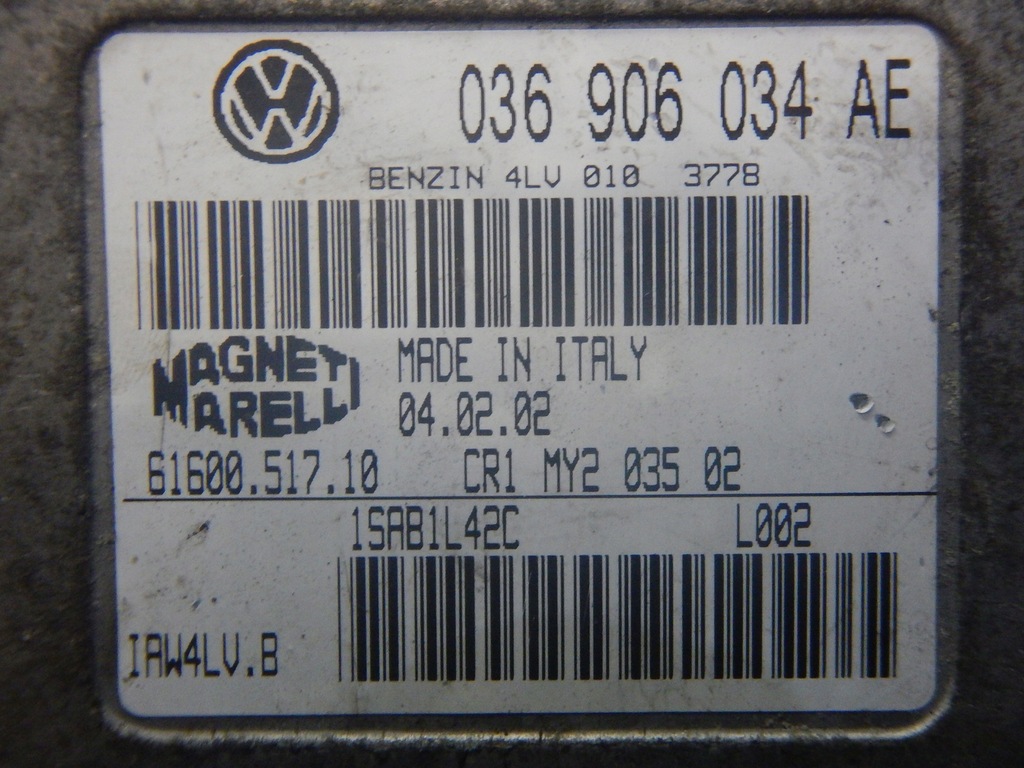 036 906 034 AE
BENZIN 4LV 010 3778
MAGNETI MARELLI
MADE IN ITALY
04.02.02
61600.517.10 CR1 MY2 035 02
1SAB1L42C L002
IAW4LV.B